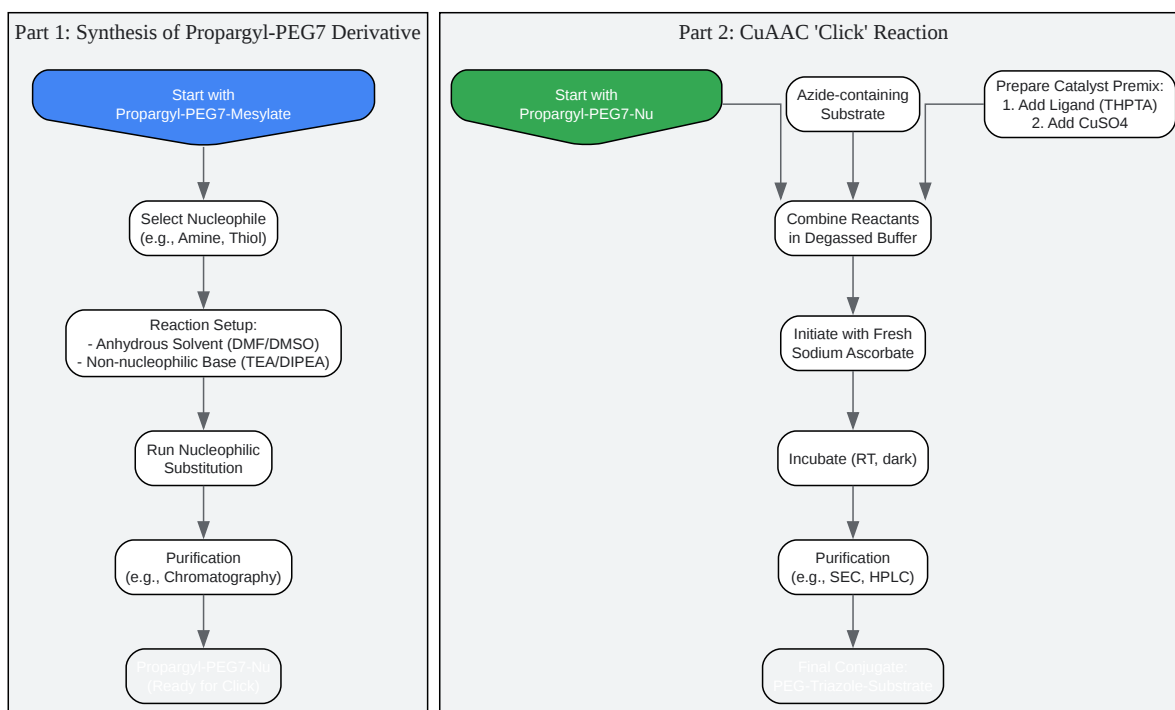 Part 1: Synthesis of Propargyl-PEG7 Derivative
Start with
Propargyl-PEG7-Mesylate
Select Nucleophile
(e.g., Amine, Thiol)
Reaction Setup:
- Anhydrous Solvent (DMF/DMSO)
- Non-nucleophilic Base (TEA/DIPEA)
Run Nucleophilic
Substitution
Purification
(e.g., Chromatography)
Propargyl-PEG7-Nu
(Ready for Click)
Part 2: CuAAC 'Click' Reaction
Start with
Propargyl-PEG7-Nu
Azide-containing
Substrate
Prepare Catalyst Premix:
1. Add Ligand (THPTA)
2. Add CuSO4
Combine Reactants
in Degassed Buffer
Initiate with Fresh
Sodium Ascorbate
Incubate (RT, dark)
Purification
(e.g., SEC, HPLC)
Final Conjugate:
PEG-Triazole-Substrate